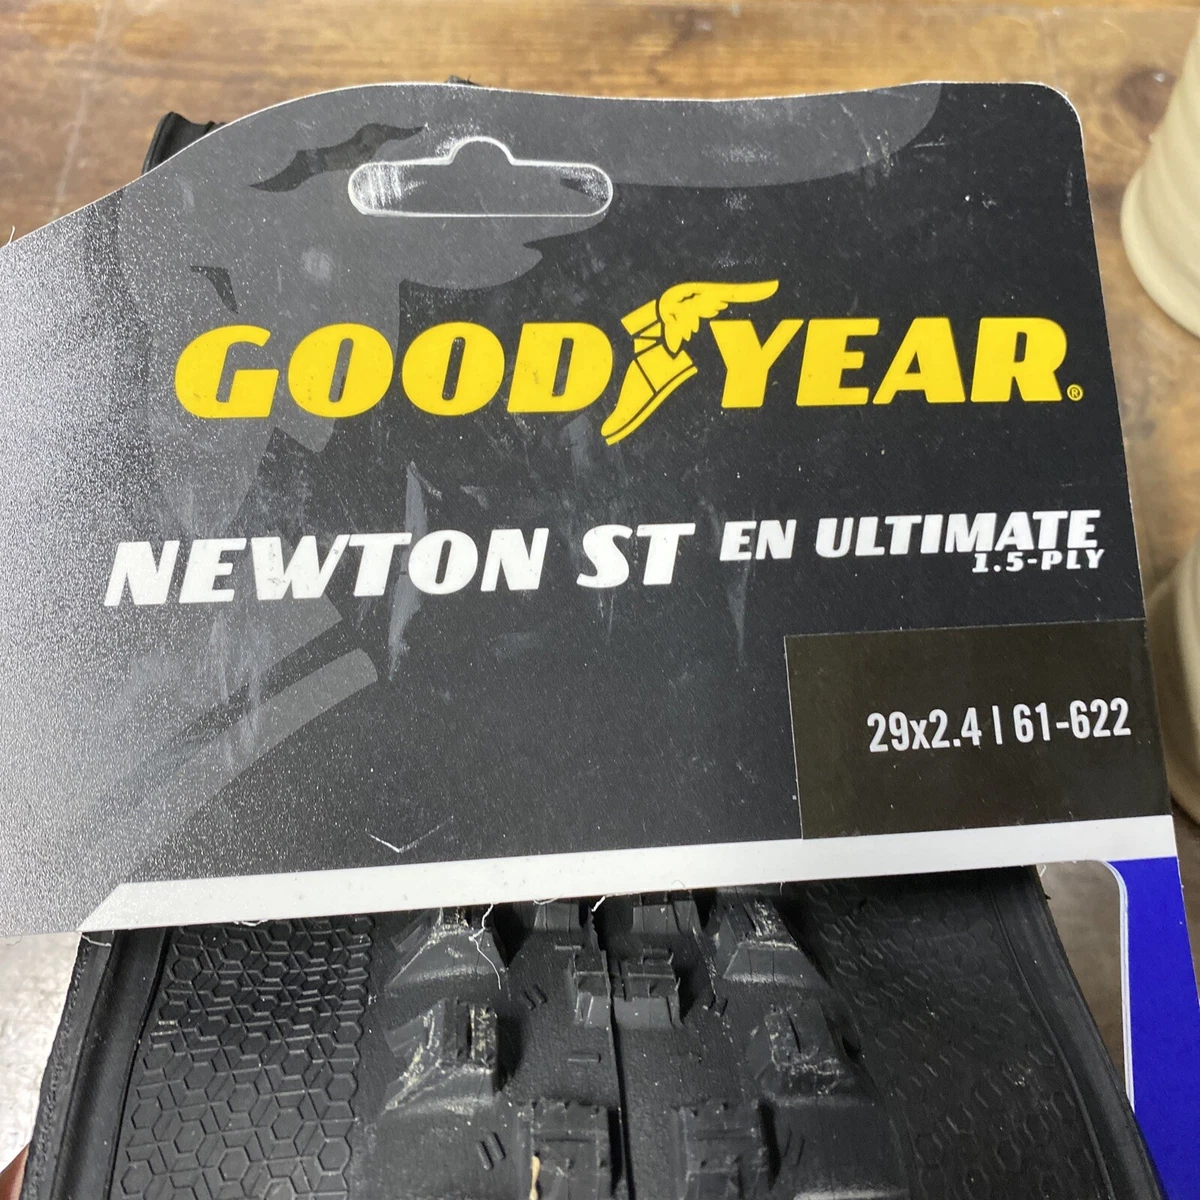 GOODYEAR®
NEWTON ST EN ULTIMATE
1.5-PLY
29x2.4 | 61-622